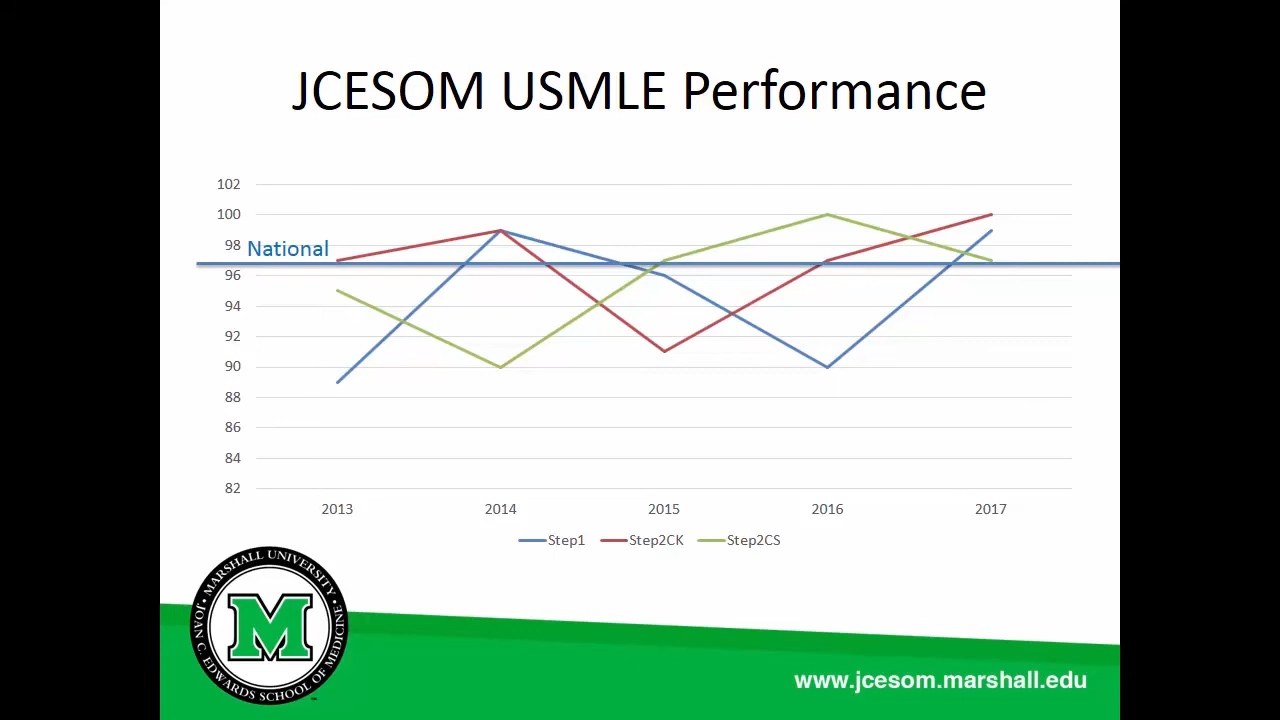 JCESOM USMLE Performance
102
100
98
96
94
92
90
88
86
84
82
National
2013 2014 2015 2016 2017
Step1 Step2CK Step2CS
MARSHALL UNIVERSITY
JOAN C. EDWARDS SCHOOL OF MEDICINE
M
www.jcesom.marshall.edu